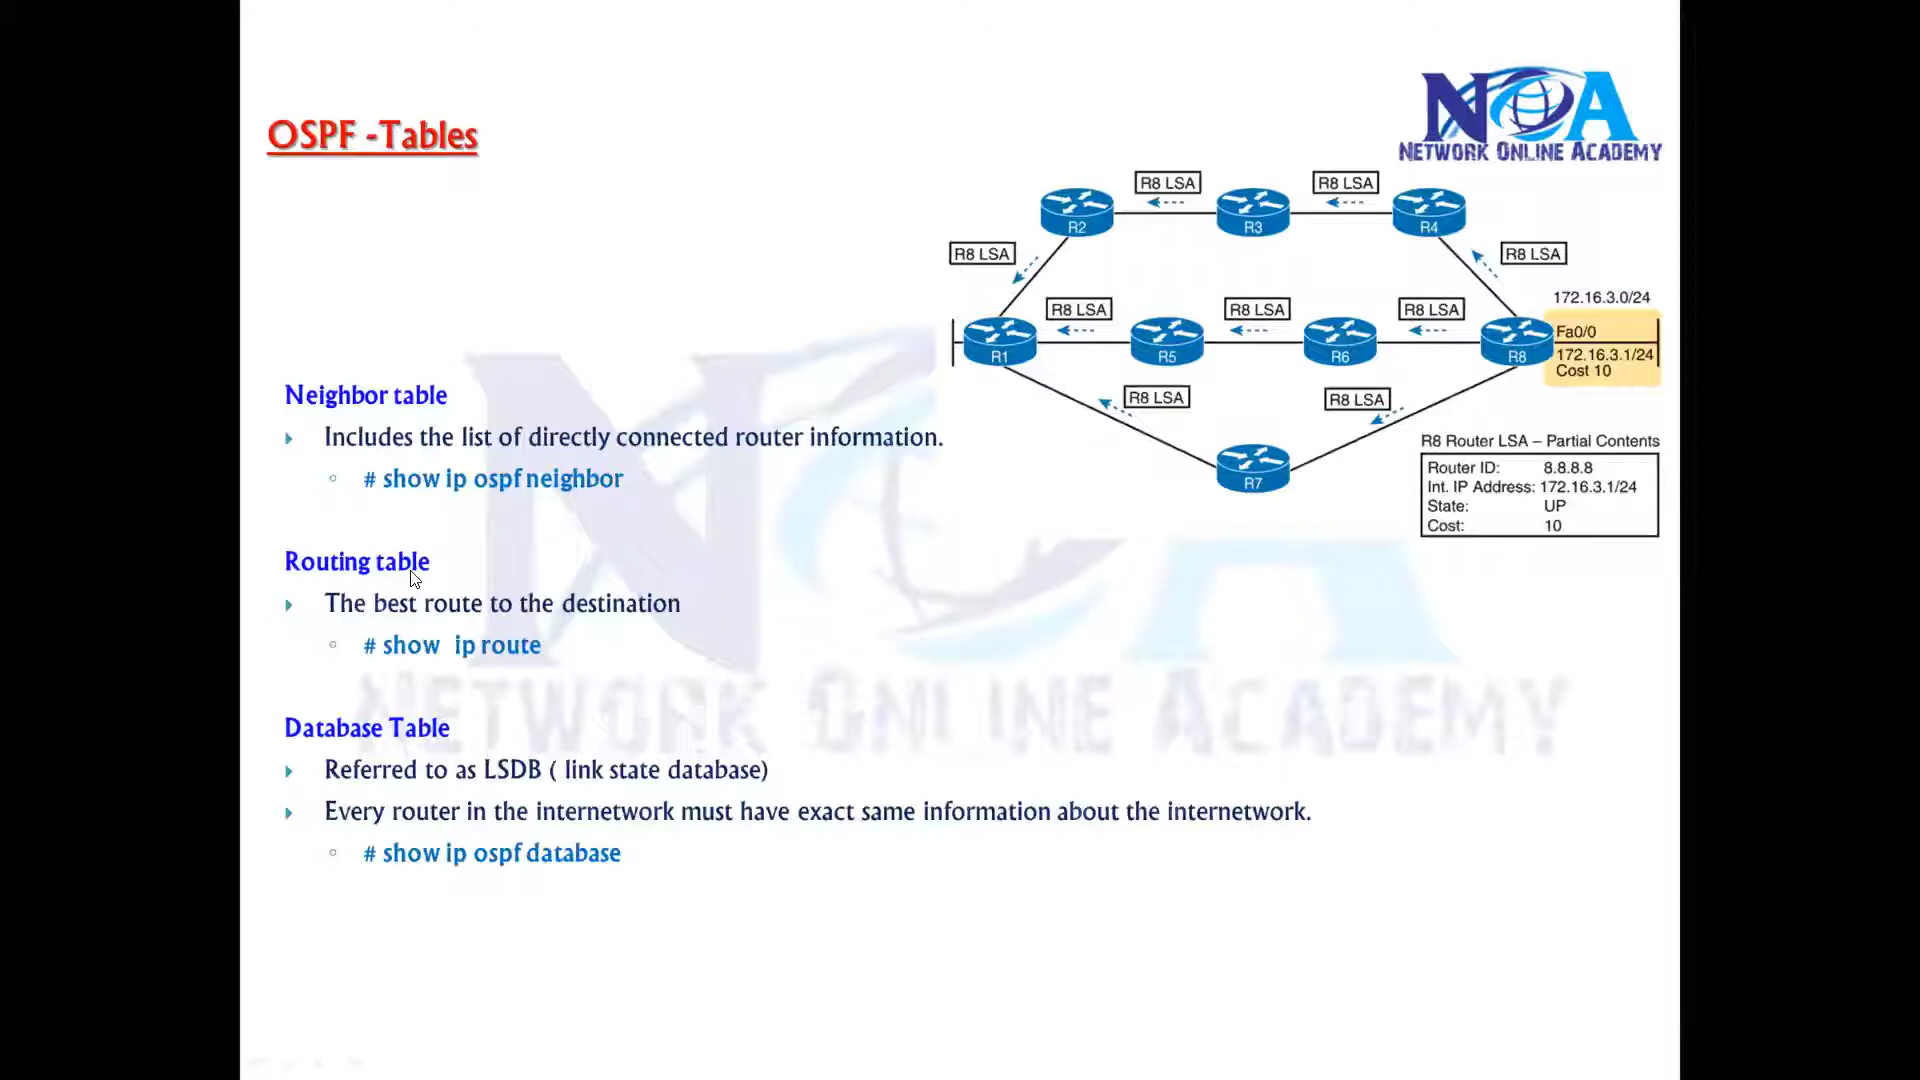 NOA
NETWORK ONLINE ACADEMY
OSPF -Tables
R8 LSA
R8 LSA
R2
R3
R4
R8 LSA
R8 LSA
172.16.3.0/24
R8 LSA
R8 LSA
R8 LSA
Fa0/0
R1
R5
R6
R8
172.16.3.1/24
Cost 10
R8 LSA
R8 LSA
R7
R8 Router LSA – Partial Contents
Router ID: 8.8.8.8
Int. IP Address: 172.16.3.1/24
State: UP
Cost: 10
Neighbor table
Includes the list of directly connected router information.
# show ip ospf neighbor
Routing table
The best route to the destination
# show  ip route
Database Table
Referred to as LSDB ( link state database)
Every router in the internetwork must have exact same information about the internetwork.
# show ip ospf database
NETWORK ONLINE ACADEMY